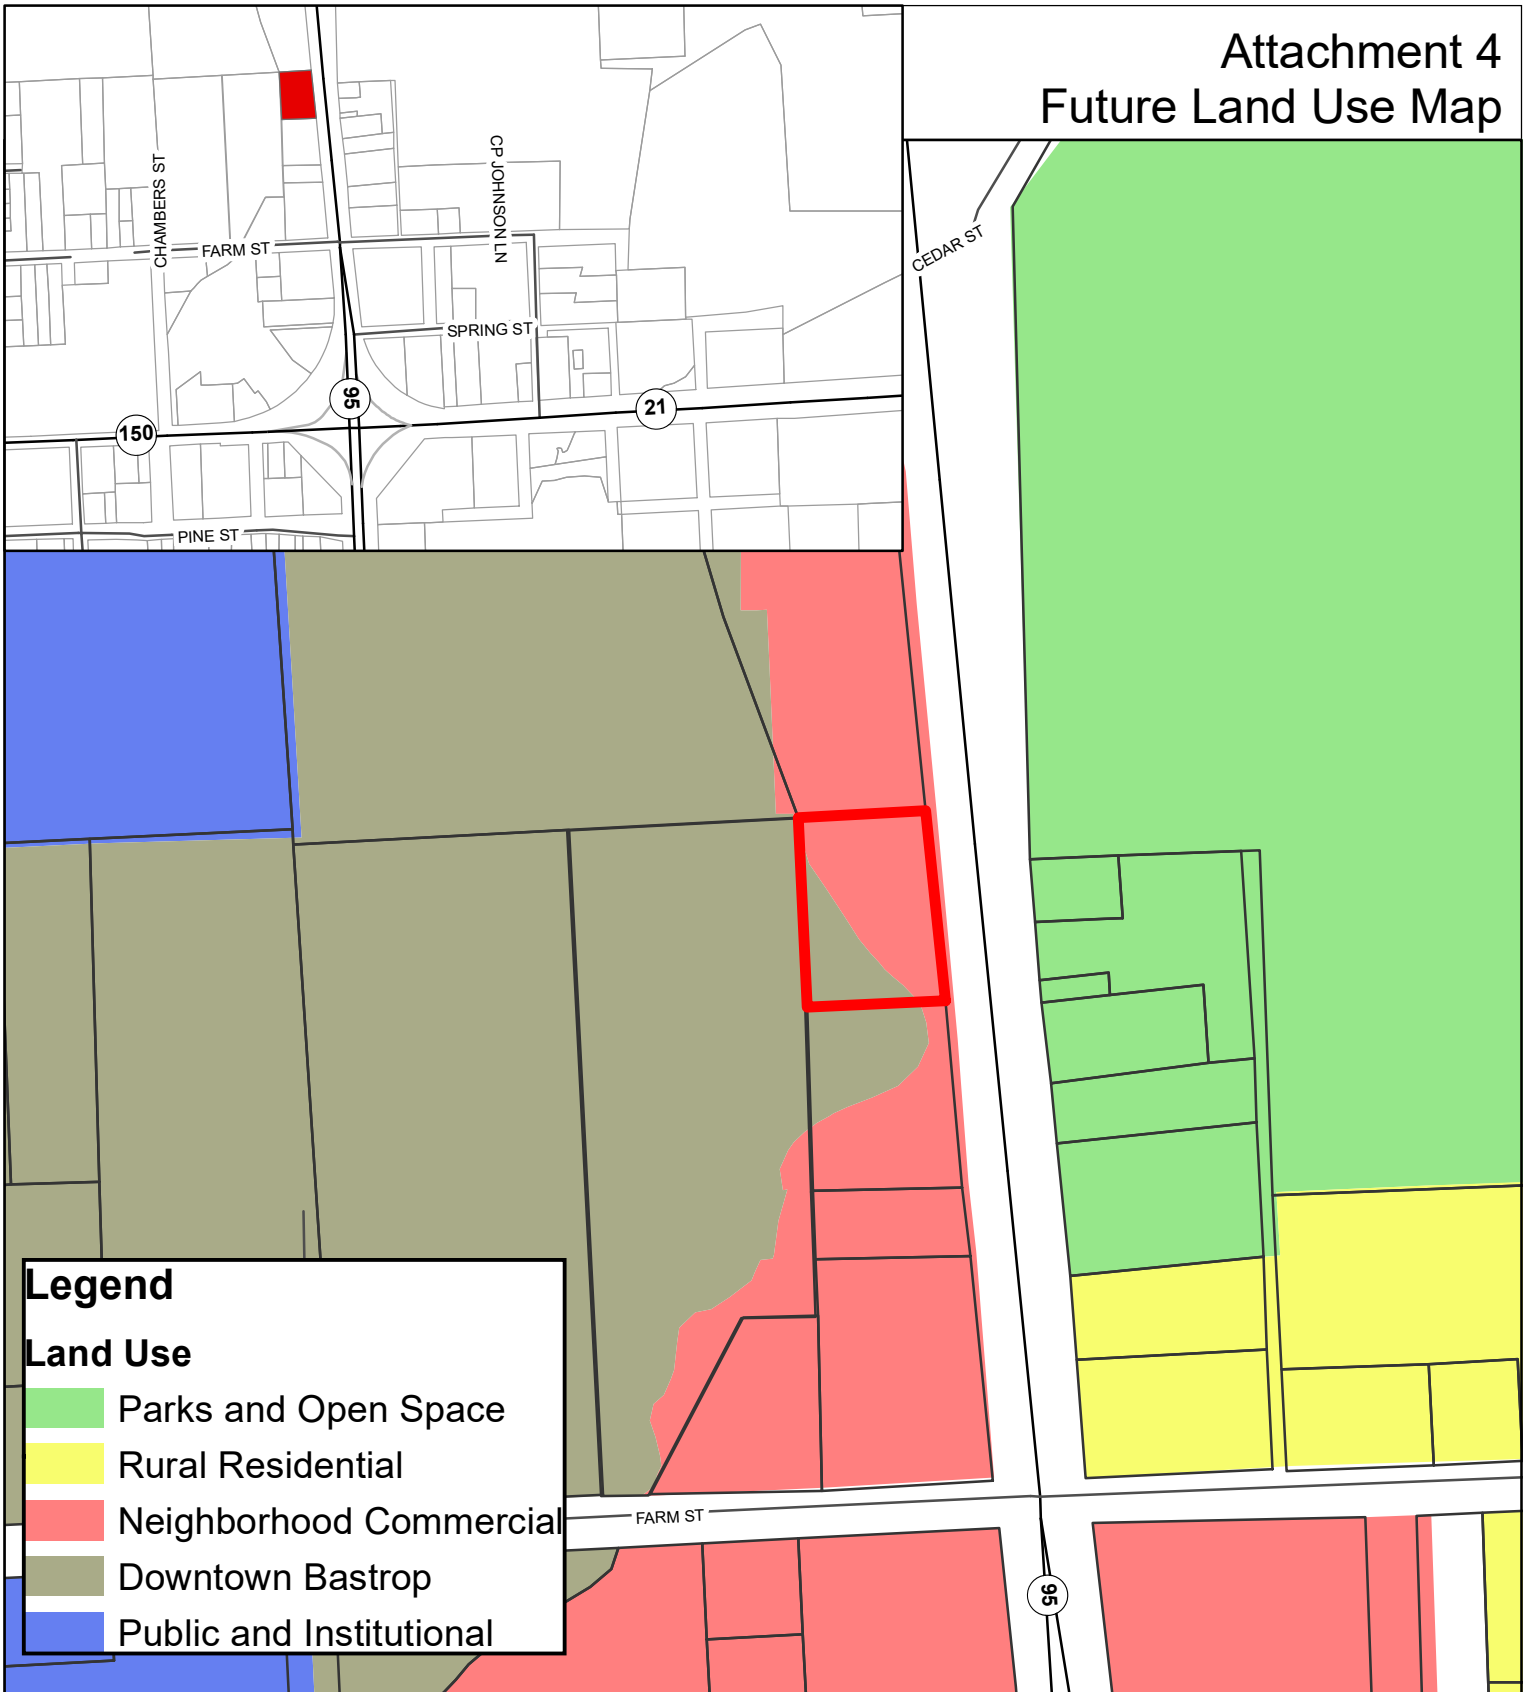 Attachment 4
Future Land Use Map
CHAMBERS ST
FARM ST
CP JOHNSON LN
SPRING ST
95
21
150
PINE ST
CEDAR ST
Legend
Land Use
Parks and Open Space
Rural Residential
Neighborhood Commercial
Downtown Bastrop
Public and Institutional
FARM ST
95